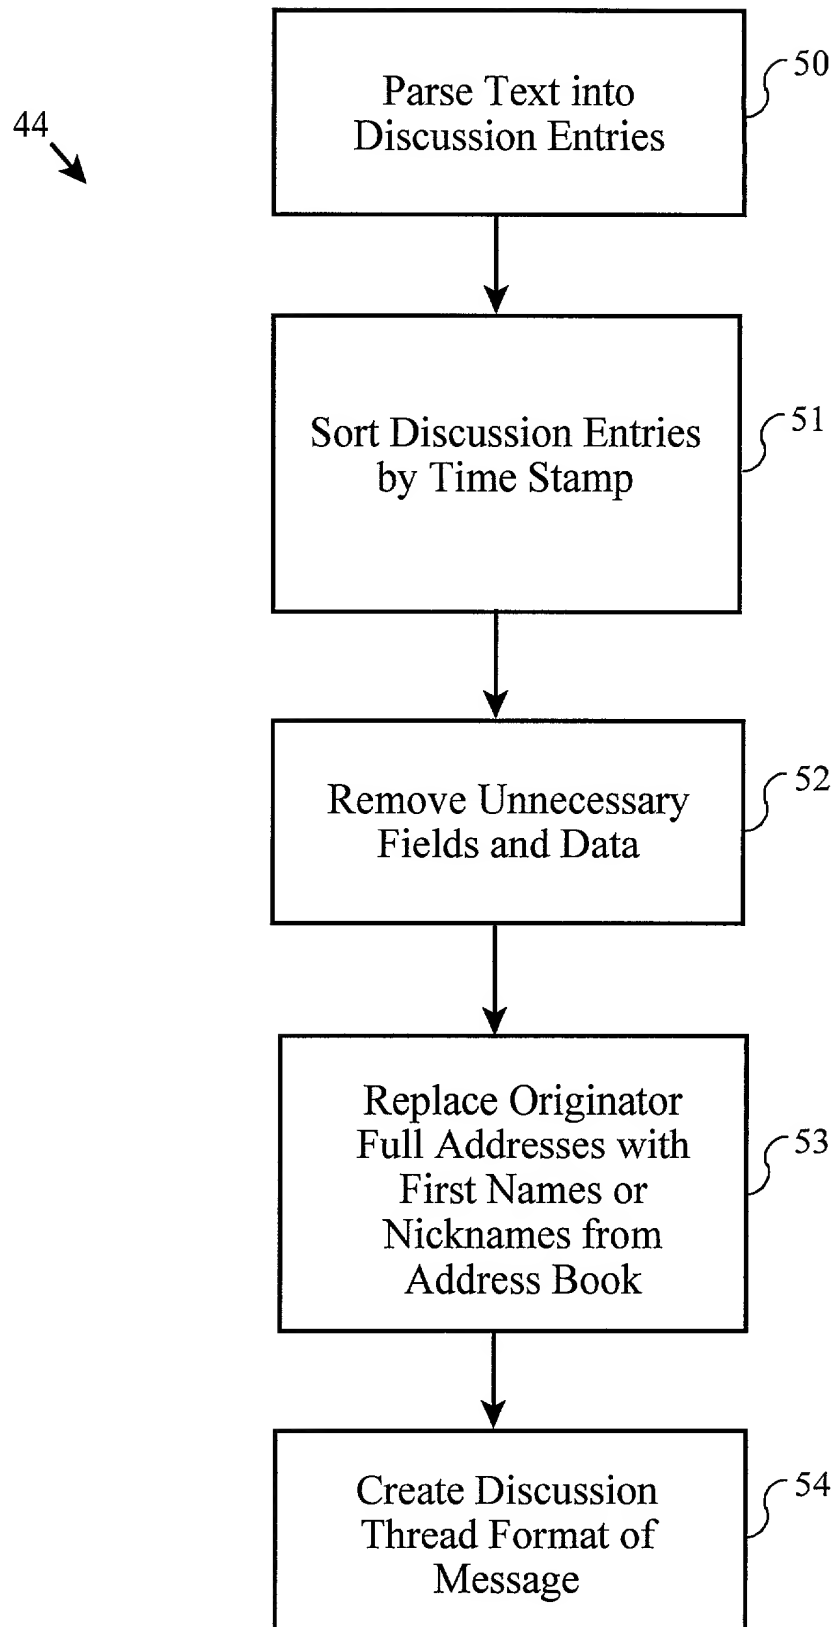 50
Parse Text into
Discussion Entries
44
51
Sort Discussion Entries
by Time Stamp
52
Remove Unnecessary
Fields and Data
53
Replace Originator
Full Addresses with
First Names or
Nicknames from
Address Book
54
Create Discussion
Thread Format of
Message